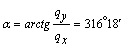 α = arctg q_y / q_x = 316°18′